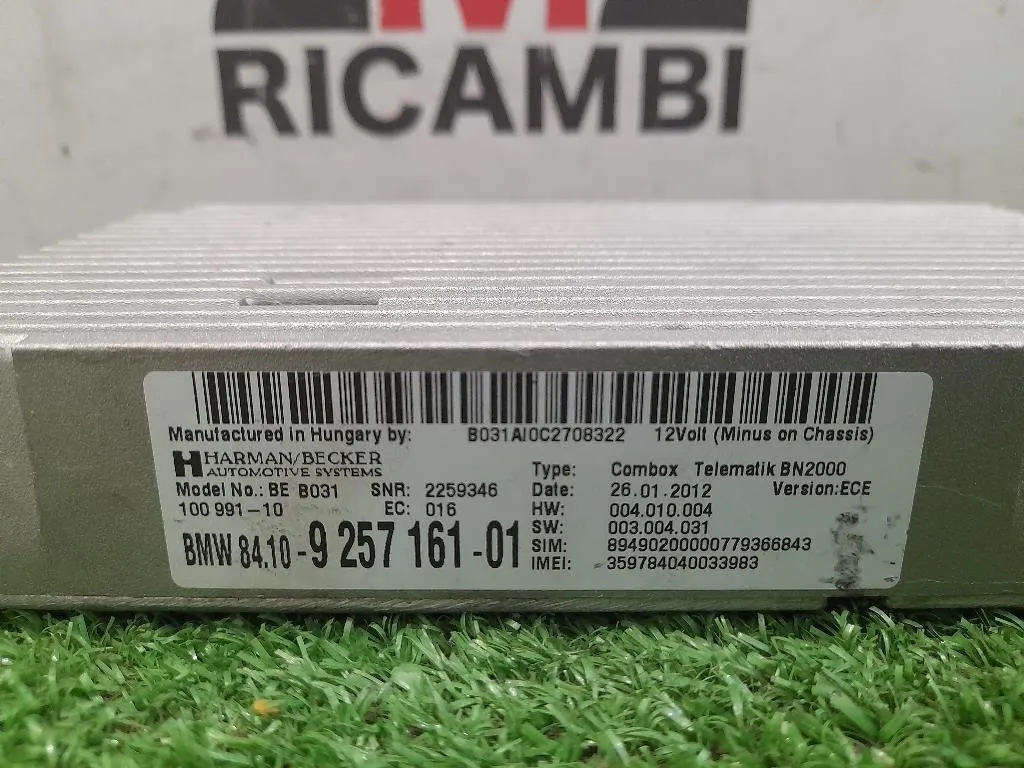 M
RICAMBI
Manufactured in Hungary by: B031AI0C2708322 12Volt (Minus on Chassis)
HARMAN/BECKER
AUTOMOTIVE SYSTEMS
Type: Combox Telematik BN2000
Model No.: BE B031 SNR: 2259346 Date: 26.01.2012 Version:ECE
100 991-10 EC: 016 HW: 004.010.004
SW: 003.004.031
BMW 84.10-9 257 161-01 SIM: 89490200000779366843
IMEI: 359784040033983